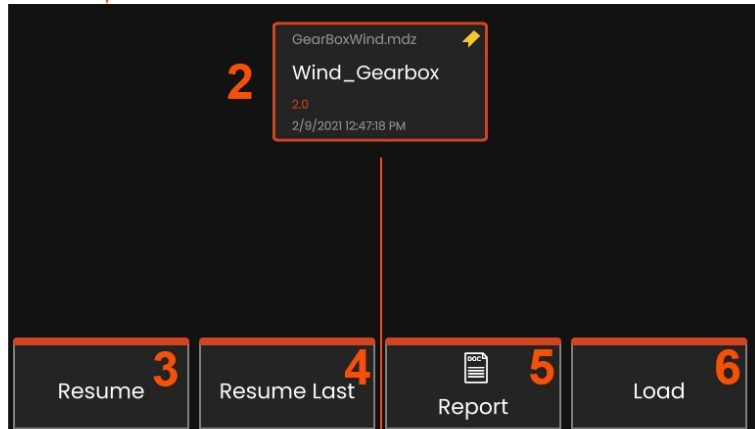 GearBoxWind.mdz
2
Wind_Gearbox
2.0
2/9/2021 12:47:18 PM
3
4
5
6
DOC
Resume
Resume Last
Report
Load